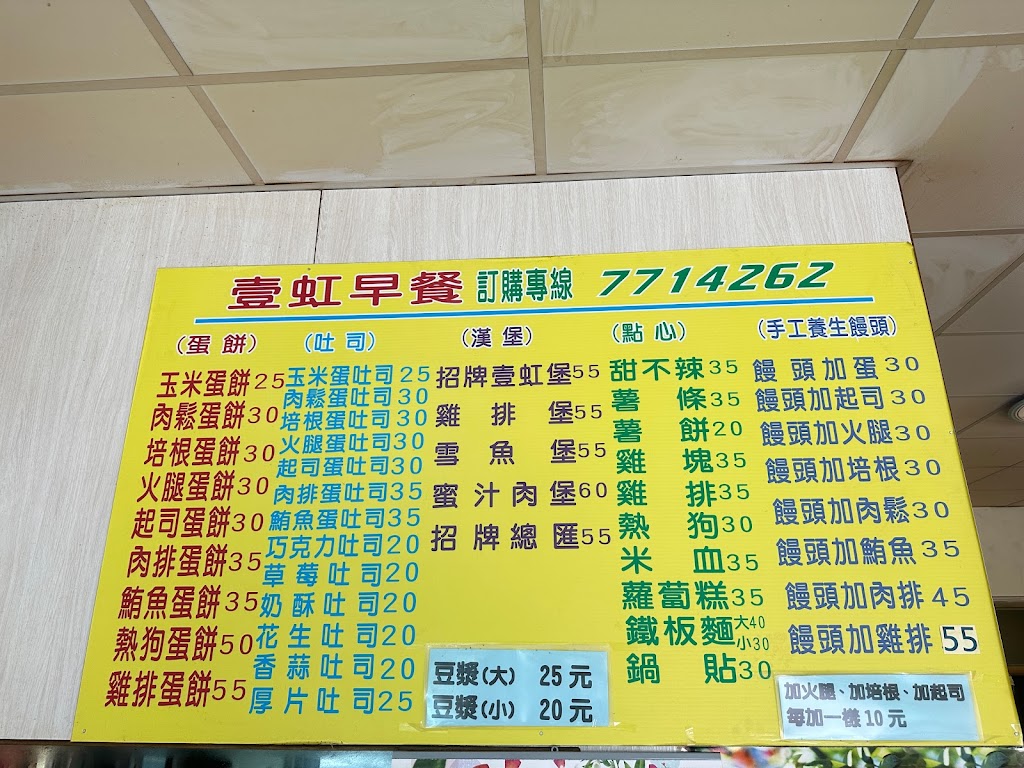 壹虹早餐 訂購專線 7714262
(蛋餅)
玉米蛋餅25
肉鬆蛋餅30
培根蛋餅30
火腿蛋餅30
起司蛋餅30
肉排蛋餅35
鮪魚蛋餅35
熱狗蛋餅50
雞排蛋餅55
(吐司)
玉米蛋吐司25
肉鬆蛋吐司30
培根蛋吐司30
火腿蛋吐司30
起司蛋吐司30
肉排蛋吐司35
鮪魚蛋吐司35
巧克力吐司20
草莓吐司20
奶酥吐司20
花生吐司20
香蒜吐司20
厚片吐司25
(漢堡)
招牌壹虹堡55
雞排堡55
雪魚堡55
蜜汁肉堡60
招牌總匯55
豆漿(大) 25元
豆漿(小) 20元
(點心)
甜不辣35
薯條35
薯餅20
雞塊35
雞排35
熱狗30
米血35
蘿蔔糕35
鐵板麵大40
小30
鍋貼30
(手工養生饅頭)
饅頭加蛋30
饅頭加起司30
饅頭加火腿30
饅頭加培根30
饅頭加肉鬆30
饅頭加鮪魚35
饅頭加肉排45
饅頭加雞排55
加火腿、加培根、加起司
每加一樣10元